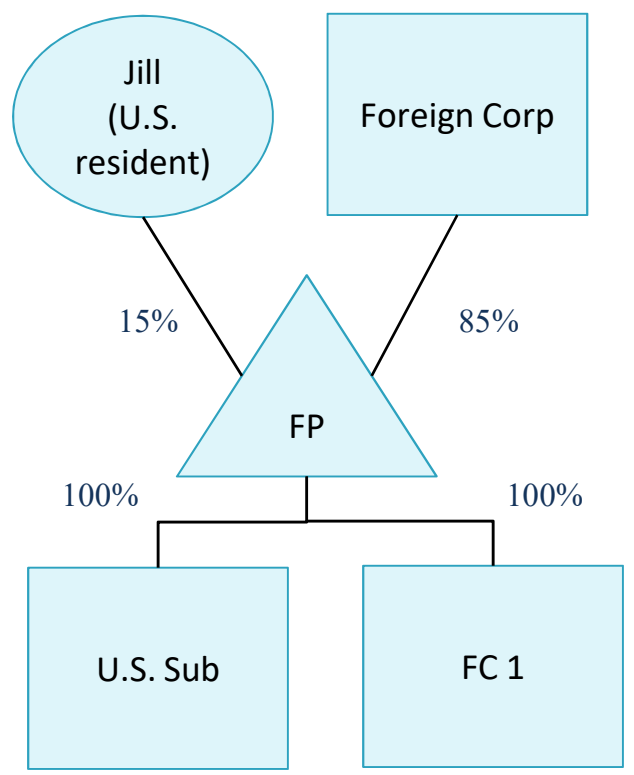 Jill
(U.S.
resident)
Foreign Corp
15%
85%
FP
100%
100%
U.S. Sub
FC 1